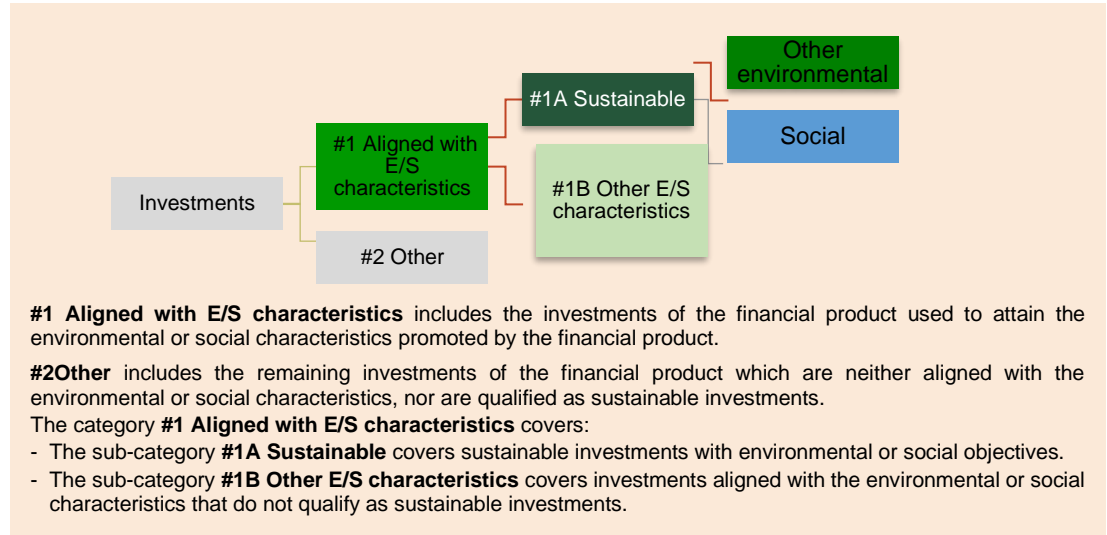 Other
environmental
#1A Sustainable
Social
#1 Aligned with
E/S
characteristics
#1B Other E/S
characteristics
Investments
#2 Other
#1 Aligned with E/S characteristics includes the investments of the financial product used to attain the
environmental or social characteristics promoted by the financial product.
#2Other includes the remaining investments of the financial product which are neither aligned with the
environmental or social characteristics, nor are qualified as sustainable investments.
The category #1 Aligned with E/S characteristics covers:
- The sub-category #1A Sustainable covers sustainable investments with environmental or social objectives.
- The sub-category #1B Other E/S characteristics covers investments aligned with the environmental or social
characteristics that do not qualify as sustainable investments.